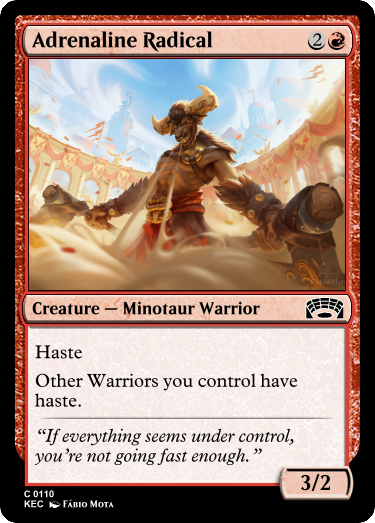 Adrenaline Radical 2
Creature — Minotaur Warrior
Haste
Other Warriors you control have
haste.
“If everything seems under control,
you’re not going fast enough.”
3/2
C 0110
KEC Fábio Mota